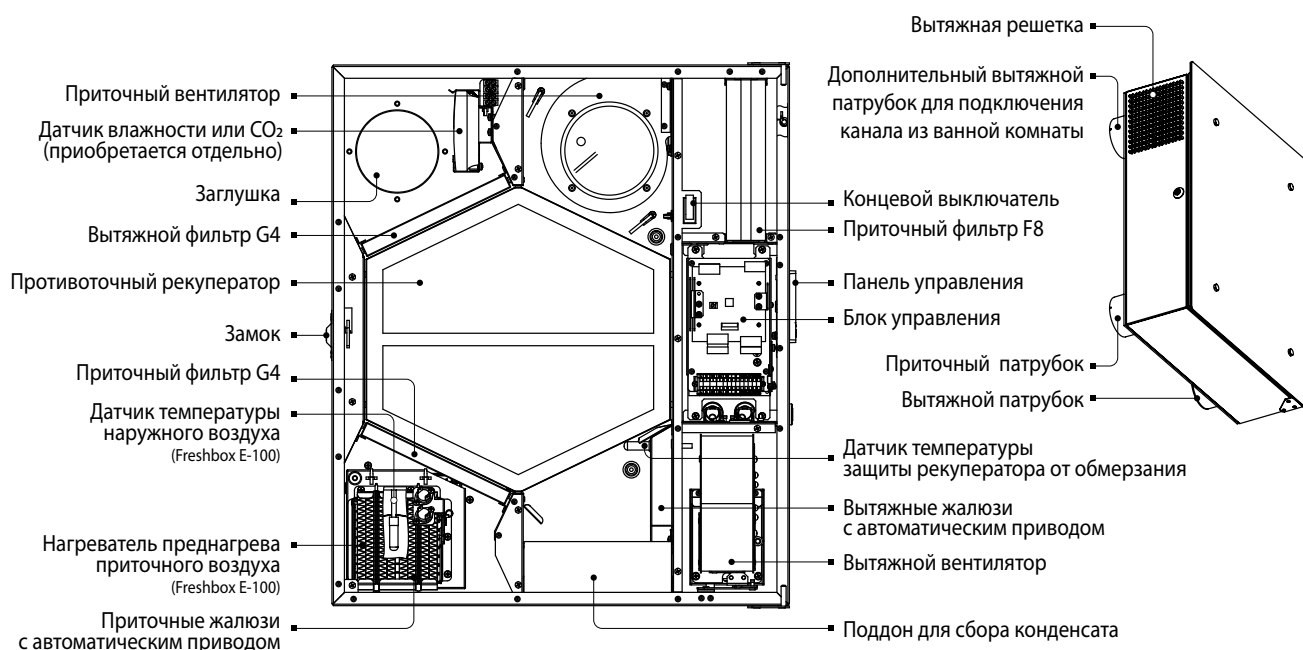 Приточный вентилятор
Датчик влажности или CO₂
(приобретается отдельно)
Заглушка
Вытяжной фильтр G4
Противоточный рекуператор
Замок
Приточный фильтр G4
Датчик температуры
наружного воздуха
(Freshbox E-100)
Нагреватель преднагрева
приточного воздуха
(Freshbox E-100)
Приточные жалюзи
с автоматическим приводом
Вытяжная решетка
Дополнительный вытяжной
патрубок для подключения
канала из ванной комнаты
Концевой выключатель
Приточный фильтр F8
Панель управления
Блок управления
Приточный патрубок
Вытяжной патрубок
Датчик температуры
защиты рекуператора от обмерзания
Вытяжные жалюзи
с автоматическим приводом
Вытяжной вентилятор
Поддон для сбора конденсата